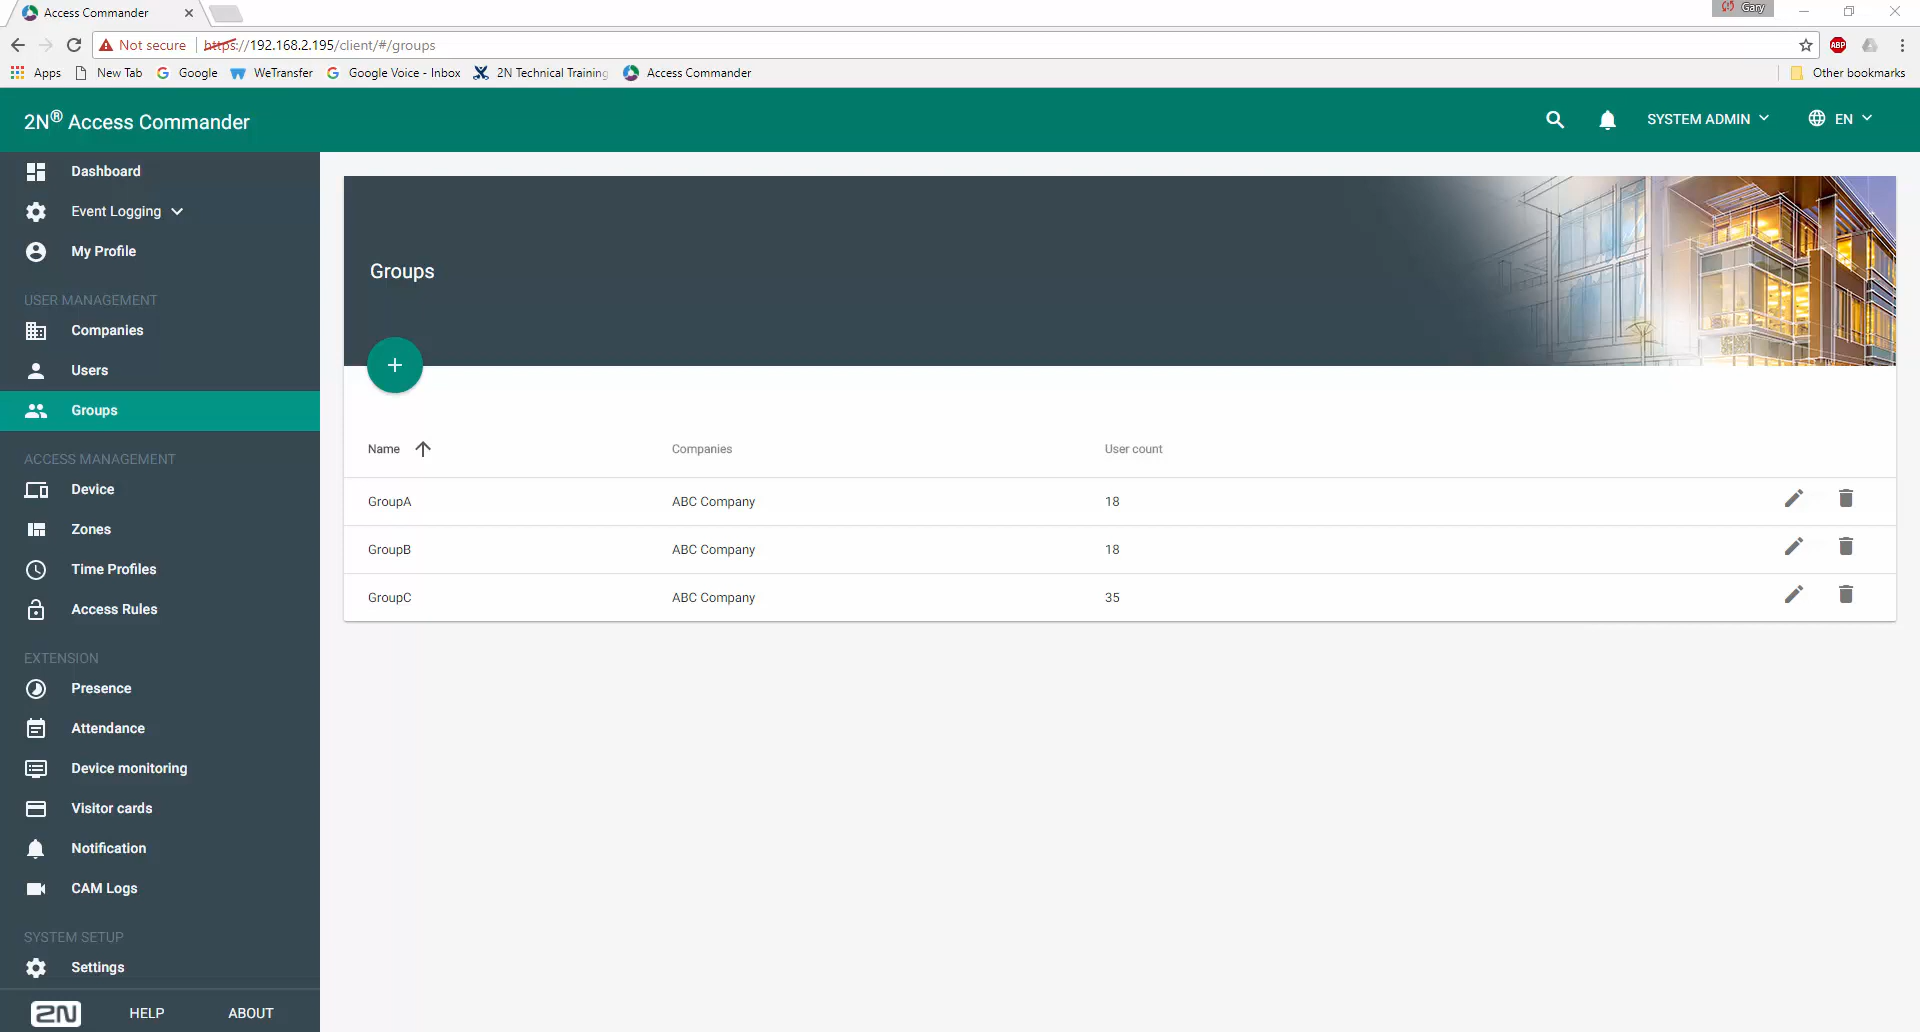 Access Commander
Gary
Not secure
https://192.168.2.195/client/#/groups
ABP
Apps
New Tab
Google
WeTransfer
Google Voice - Inbox
2N Technical Training
Access Commander
Other bookmarks
2N® Access Commander
SYSTEM ADMIN
EN
Dashboard
Event Logging
My Profile
USER MANAGEMENT
Companies
Users
Groups
ACCESS MANAGEMENT
Device
Zones
Time Profiles
Access Rules
EXTENSION
Presence
Attendance
Device monitoring
Visitor cards
Notification
CAM Logs
SYSTEM SETUP
Settings
2N HELP ABOUT
Groups
+
Name Companies User count
GroupA ABC Company 18
GroupB ABC Company 18
GroupC ABC Company 35